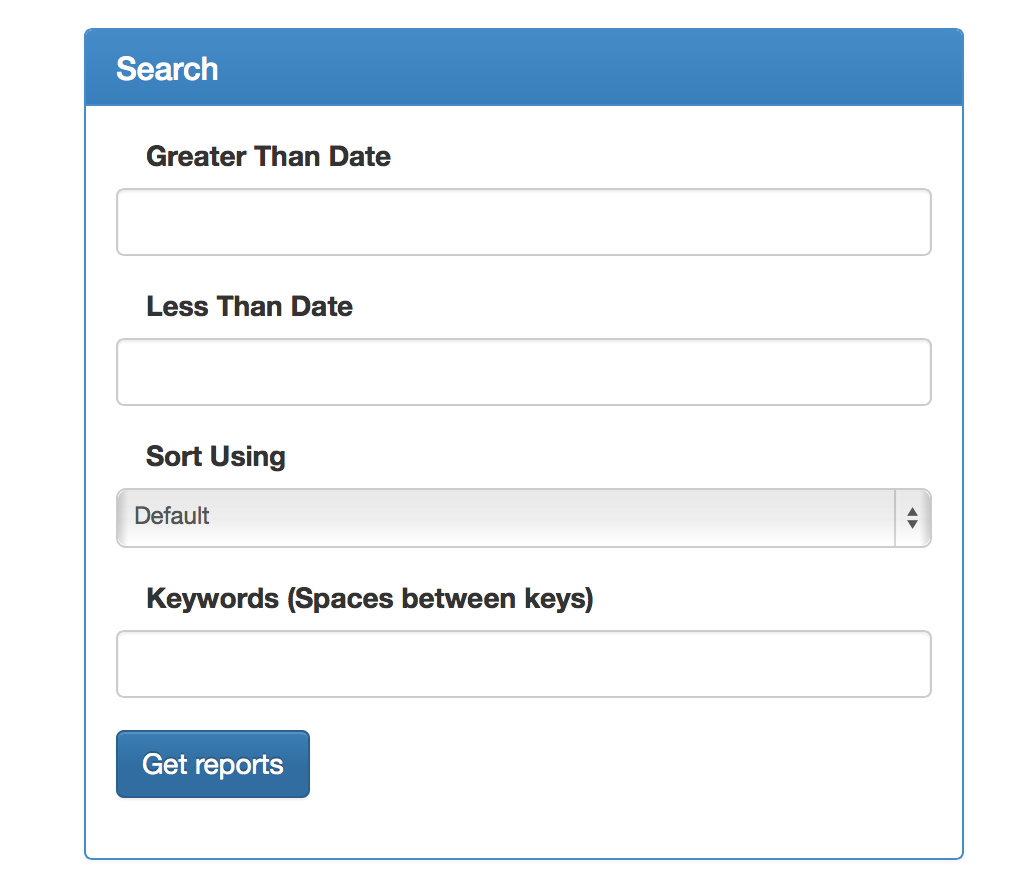 Search
Greater Than Date
Less Than Date
Sort Using
Default
Keywords (Spaces between keys)
Get reports